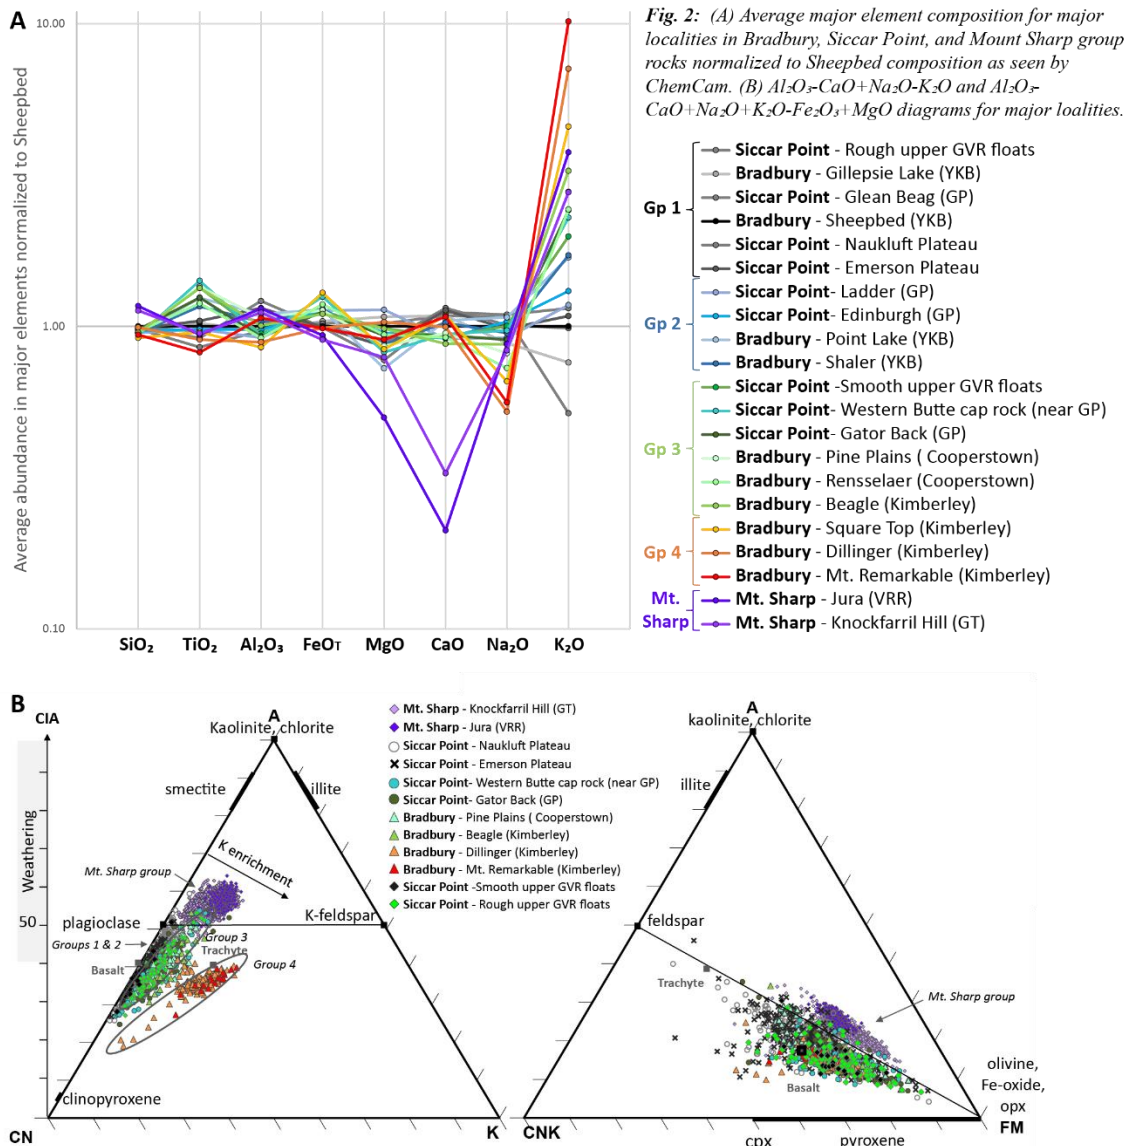 A
Fig. 2: (A) Average major element composition for major
localities in Bradbury, Siccar Point, and Mount Sharp group
rocks normalized to Sheepbed composition as seen by
ChemCam. (B) Al₂O₃-CaO+Na₂O-K₂O and Al₂O₃-
CaO+Na₂O+K₂O-Fe₂O₃+MgO diagrams for major loalities.
Average abundance in major elements normalized to Sheepbed
10.00
1.00
0.10
SiO₂ TiO₂ Al₂O₃ FeOT MgO CaO Na₂O K₂O
Gp 1
Siccar Point - Rough upper GVR floats
Bradbury - Gillepsie Lake (YKB)
Siccar Point - Glean Beag (GP)
Bradbury - Sheepbed (YKB)
Siccar Point - Naukluft Plateau
Siccar Point - Emerson Plateau
Gp 2
Siccar Point - Ladder (GP)
Siccar Point - Edinburgh (GP)
Bradbury - Point Lake (YKB)
Bradbury - Shaler (YKB)
Gp 3
Siccar Point -Smooth upper GVR floats
Siccar Point- Western Butte cap rock (near GP)
Siccar Point- Gator Back (GP)
Bradbury - Pine Plains ( Cooperstown)
Bradbury - Rensselaer (Cooperstown)
Bradbury - Beagle (Kimberley)
Gp 4
Bradbury - Square Top (Kimberley)
Bradbury - Dillinger (Kimberley)
Bradbury - Mt. Remarkable (Kimberley)
Mt.
Sharp
Mt. Sharp - Jura (VRR)
Mt. Sharp - Knockfarril Hill (GT)
B
CIA
Weathering
50
A
Kaolinite, chlorite
smectite
illite
K enrichment
Mt. Sharp group
plagioclase
K-fespar
Groups 1 & 2
Group 3
Trachyte
Basalt
Group 4
clinopyroxene
CN
K
Mt. Sharp - Knockfarril Hill (GT)
Mt. Sharp - Jura (VRR)
Siccar Point - Naukluft Plateau
Siccar Point - Emerson Plateau
Siccar Point- Western Butte cap rock (near GP)
Siccar Point- Gator Back (GP)
Bradbury - Pine Plains ( Cooperstown)
Bradbury - Beagle (Kimberley)
Bradbury - Dillinger (Kimberley)
Bradbury - Mt. Remarkable (Kimberley)
Siccar Point -Smooth upper GVR floats
Siccar Point - Rough upper GVR floats
A
kaolinite, chlorite
illite
feldspar
Trachyte
Mt. Sharp group
Basalt
olivine,
Fe-oxide,
opx
FM
CNK
cpx
pyroxene